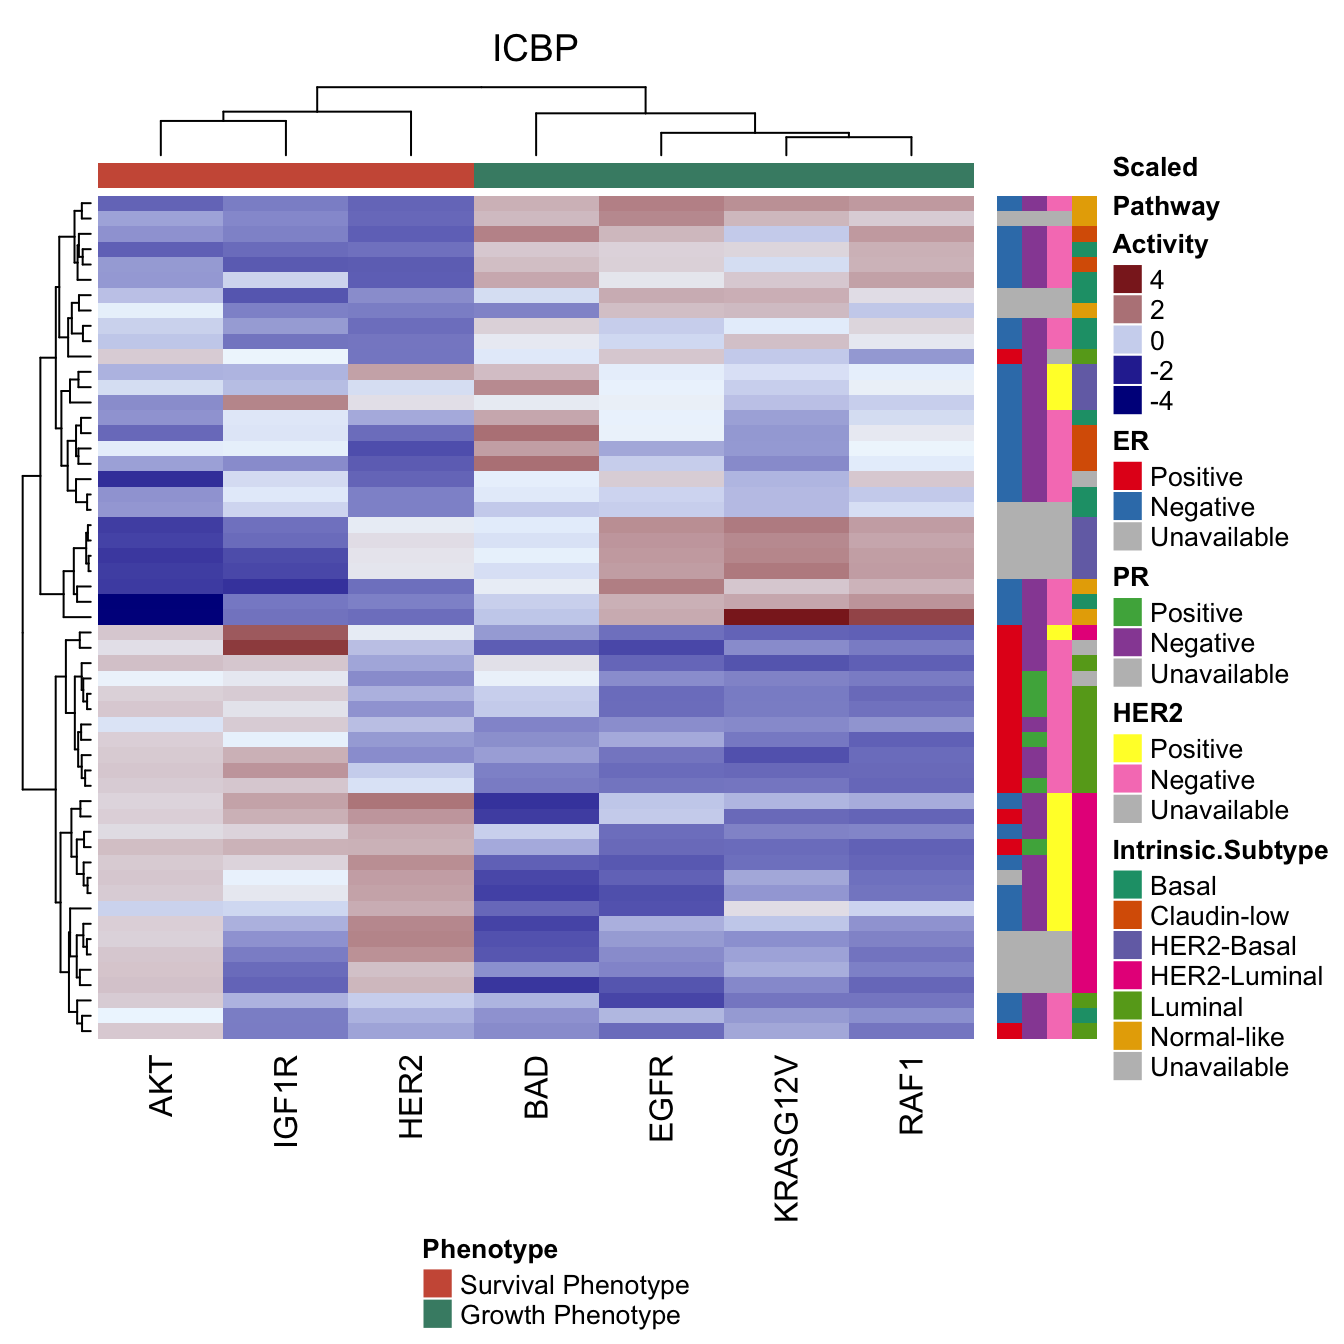 ICBP
Scaled
Pathway
Activity
4
2
0
-2
-4
ER
Positive
Negative
Unavailable
PR
Positive
Negative
Unavailable
HER2
Positive
Negative
Unavailable
Intrinsic.Subtype
Basal
Claudin-low
HER2-Basal
HER2-Luminal
Luminal
Normal-like
Unavailable
AKT
IGF1R
HER2
BAD
EGFR
KRASG12V
RAF1
Phenotype
Survival Phenotype
Growth Phenotype